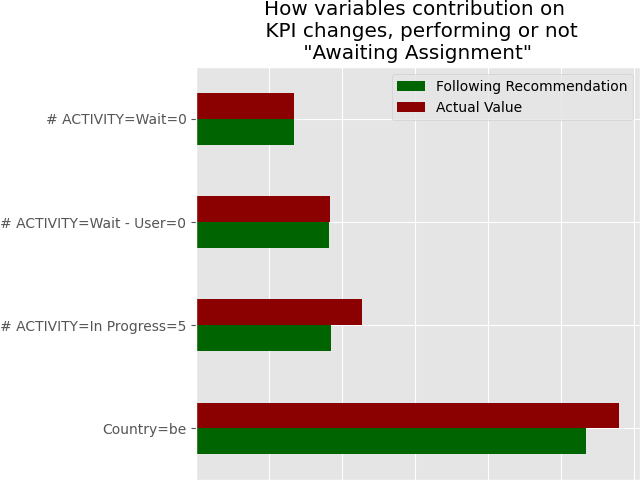 How variables contribution on
KPI changes, performing or not
"Awaiting Assignment"
Following Recommendation
Actual Value
# ACTIVITY=Wait=0
# ACTIVITY=Wait - User=0
# ACTIVITY=In Progress=5
Country=be